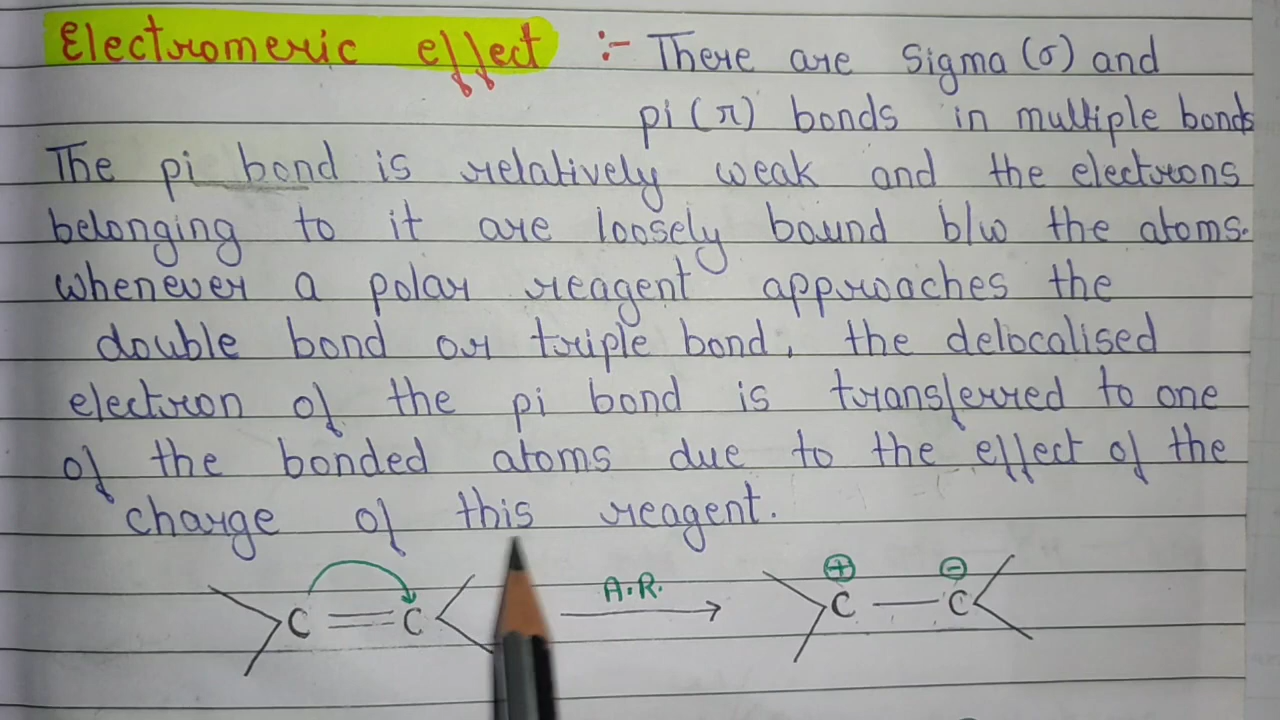 Electromeric effect :- There are Sigma (σ) and
pi (π) bonds in multiple bonds
The pi bond is relatively weak and the electrons
belonging to it are loosely bound b/w the atoms.
whenever a polar reagent approaches the
double bond or triple bond, the delocalised
electron of the pi bond is transferred to one
of the bonded atoms due to the effect of the
charge of this reagent.
C = C A.R. → ⊕C — ⊖C